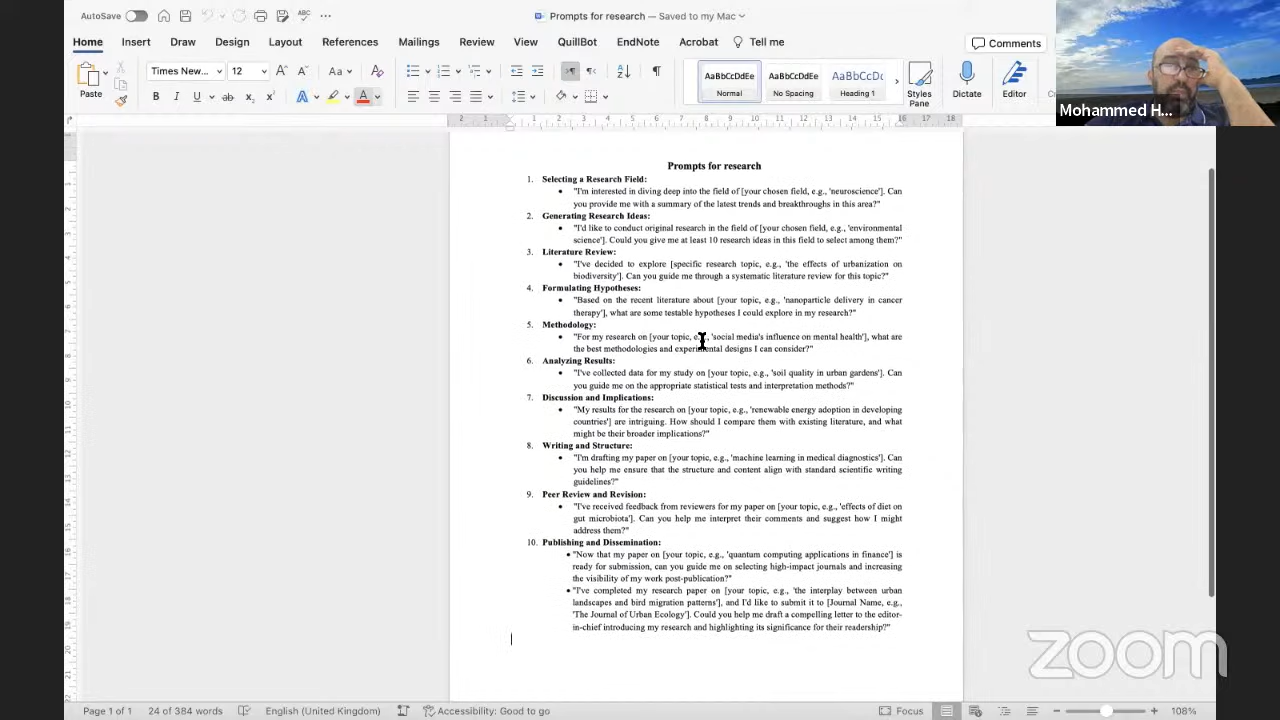 AutoSave
Prompts for research — Saved to my Mac
Home Insert Draw Design Layout References Mailings Review View QuillBot EndNote Acrobat Tell me
Comments
Paste
Times New... 12
AaBbCcDdEe AaBbCcDdEe
Normal No Spacing Heading 1
Styles Pane
Dictate
Editor
Mohammed H...
2 1 1 2 3 4 5 6 7 8 9 10 11 12 13 14 15 16 17 18
Prompts for research
1. Selecting a Research Field:
• "I'm interested in diving deep into the field of [your chosen field, e.g., 'neuroscience']. Can
you provide me with a summary of the latest trends and breakthroughs in this area?"
2. Generating Research Ideas:
• "I'd like to conduct original research in the field of [your chosen field, e.g., 'environmental
science']. Could you give me at least 10 research ideas in this field to select among them?"
3. Literature Review:
• "I've decided to explore [specific research topic, e.g., 'the effects of urbanization on
biodiversity']. Can you guide me through a systematic literature review for this topic?"
4. Formulating Hypotheses:
• "Based on the recent literature about [your topic, e.g., 'nanoparticle delivery in cancer
therapy'], what are some testable hypotheses I could explore in my research?"
5. Methodology:
• "For my research on [your topic, e.g., 'social media's influence on mental health'], what are
the best methodologies and experimental designs I can consider?"
6. Analyzing Results:
• "I've collected data for my study on [your topic, e.g., 'soil quality in urban gardens']. Can
you guide me on the appropriate statistical tests and interpretation methods?"
7. Discussion and Implications:
• "My results for the research on [your topic, e.g., 'renewable energy adoption in developing
countries'] are intriguing. How should I compare them with existing literature, and what
might be their broader implications?"
8. Writing and Structure:
• "I'm drafting my paper on [your topic, e.g., 'machine learning in medical diagnostics']. Can
you help me ensure that the structure and content align with standard scientific writing
guidelines?"
9. Peer Review and Revision:
• "I've received feedback from reviewers for my paper on [your topic, e.g., 'effects of diet on
gut microbiota']. Can you help me interpret their comments and suggest how I might
address them?"
10. Publishing and Dissemination:
• "Now that my paper on [your topic, e.g., 'quantum computing applications in finance'] is
ready for submission, can you guide me on selecting high-impact journals and increasing
the visibility of my work post-publication?"
• "I've completed my research paper on [your topic, e.g., 'the interplay between urban
landscapes and bird migration patterns'], and I'd like to submit it to [Journal Name, e.g.,
'The Journal of Urban Ecology']. Could you help me draft a compelling letter to the editor-
in-chief introducing my research and highlighting its significance for their readership?"
zoom
Page 1 of 1 24 of 384 words English (United Kingdom) Accessibility: Good to go Focus 108%